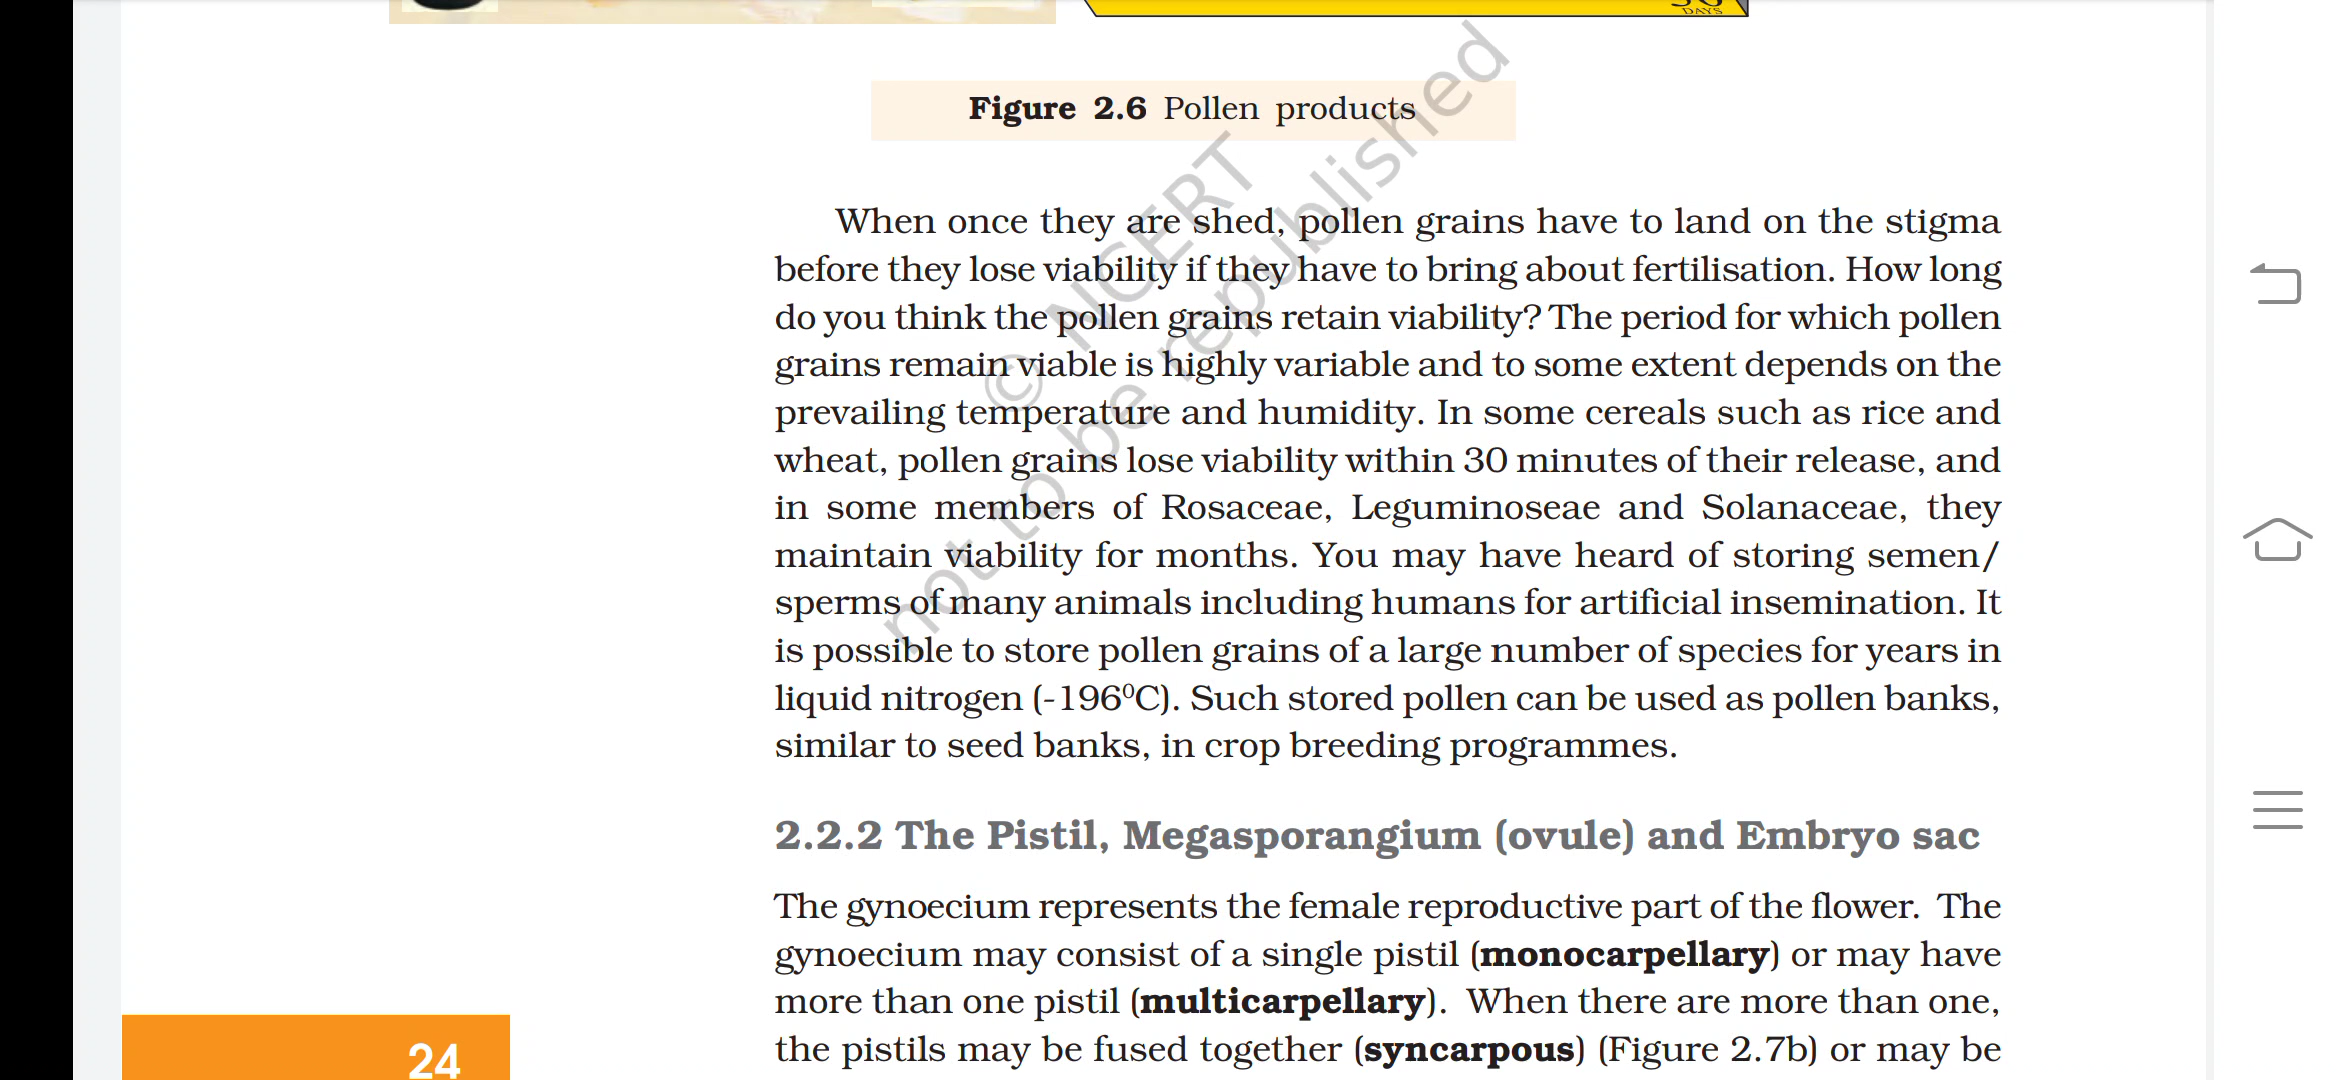 DAYS
Figure 2.6 Pollen products
When once they are shed, pollen grains have to land on the stigma
before they lose viability if they have to bring about fertilisation. How long
do you think the pollen grains retain viability? The period for which pollen
grains remain viable is highly variable and to some extent depends on the
prevailing temperature and humidity. In some cereals such as rice and
wheat, pollen grains lose viability within 30 minutes of their release, and
in some members of Rosaceae, Leguminoseae and Solanaceae, they
maintain viability for months. You may have heard of storing semen/
sperms of many animals including humans for artificial insemination. It
is possible to store pollen grains of a large number of species for years in
liquid nitrogen (-196⁰C). Such stored pollen can be used as pollen banks,
similar to seed banks, in crop breeding programmes.
2.2.2 The Pistil, Megasporangium (ovule) and Embryo sac
The gynoecium represents the female reproductive part of the flower. The
gynoecium may consist of a single pistil (monocarpellary) or may have
more than one pistil (multicarpellary). When there are more than one,
the pistils may be fused together (syncarpous) (Figure 2.7b) or may be
24
© NCERT
not to be republished